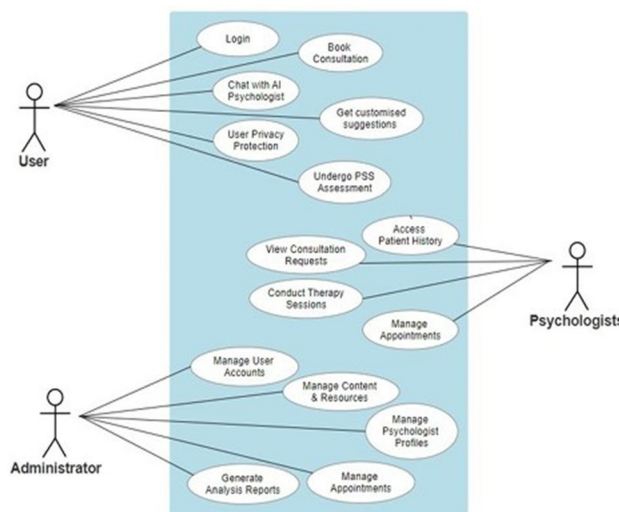 Login
Book
Consultation
Chat with AI
Psychologist
Get customised
suggestions
User Privacy
Protection
User
Undergo PSS
Assessment
Access
Patient History
View Consultation
Requests
Conduct Therapy
Sessions
Psychologists
Manage
Appointments
Manage User
Accounts
Manage Content
& Resources
Manage
Psychologist
Profiles
Administrator
Generate
Analysis Reports
Manage
Appointments